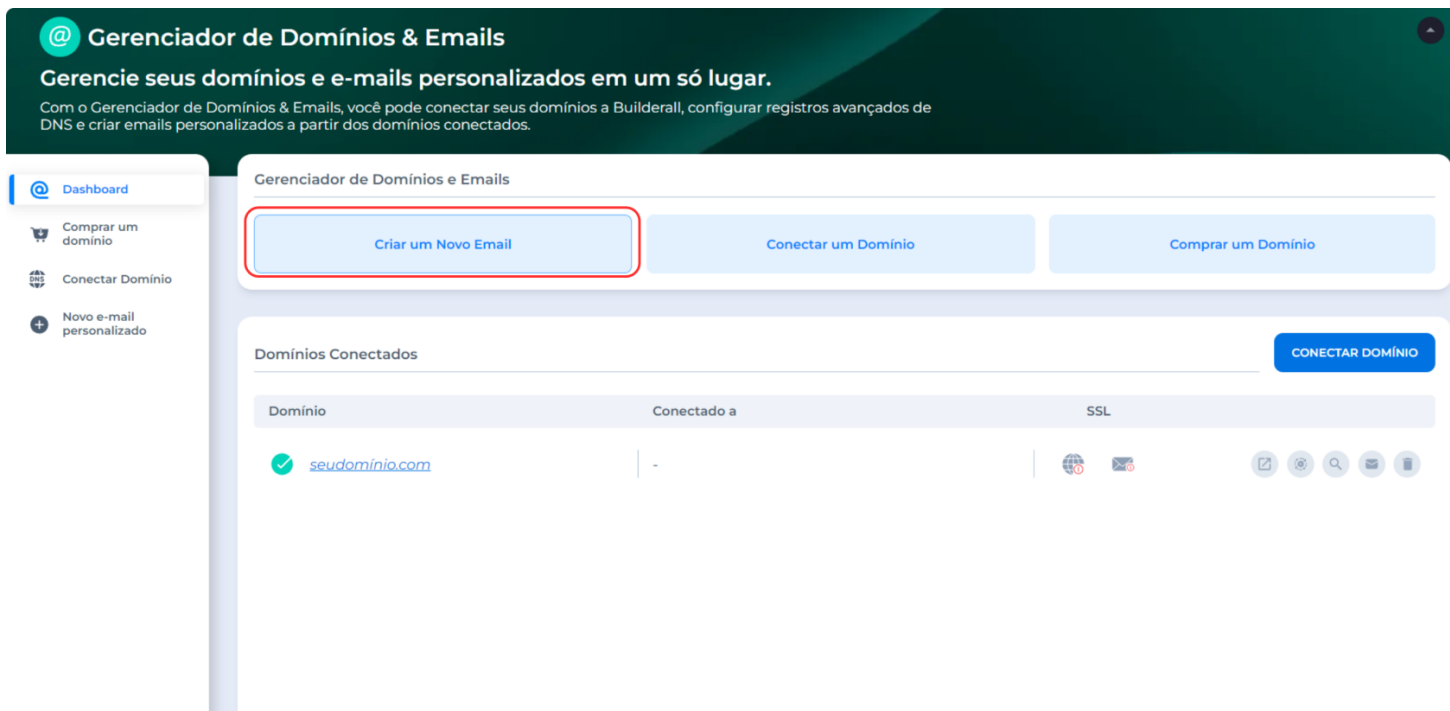 @ Gerenciador de Domínios & Emails
Gerencie seus domínios e e-mails personalizados em um só lugar.
Com o Gerenciador de Domínios & Emails, você pode conectar seus domínios a Builderall, configurar registros avançados de
DNS e criar emails personalizados a partir dos domínios conectados.
@ Dashboard
Comprar um
domínio
DNS Conectar Domínio
Novo e-mail
personalizado
Gerenciador de Domínios e Emails
Criar um Novo Email
Conectar um Domínio
Comprar um Domínio
Domínios Conectados
CONECTAR DOMÍNIO
Domínio
Conectado a
SSL
seudomínio.com
-